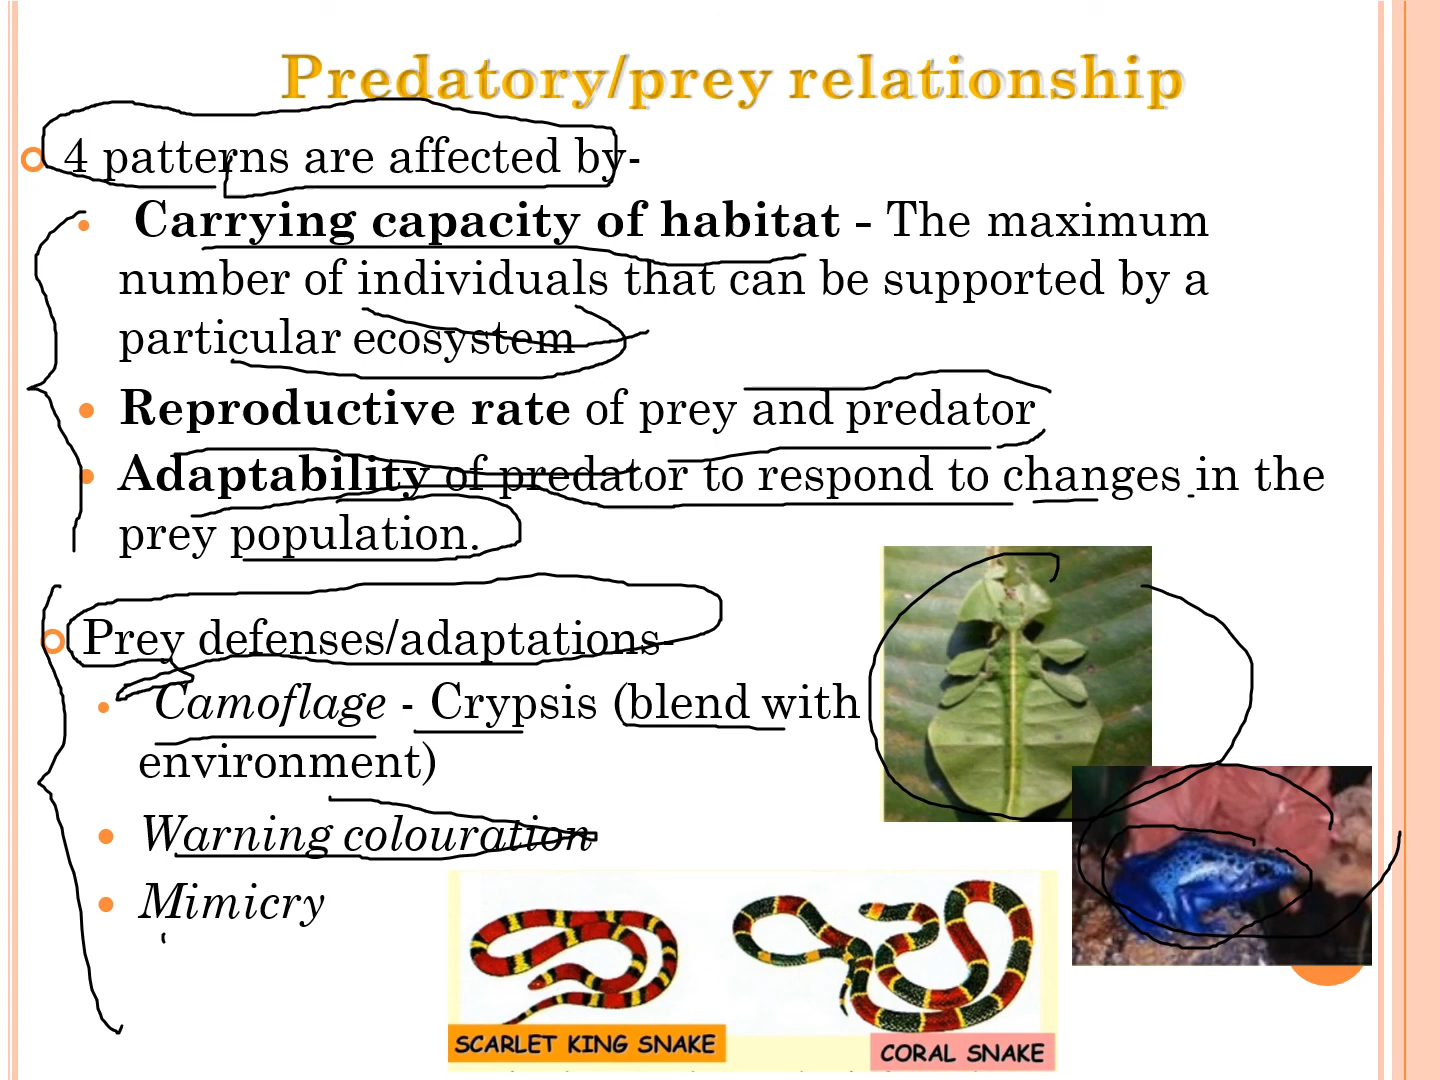 Predatory/prey relationship
4 patterns are affected by-
Carrying capacity of habitat - The maximum
number of individuals that can be supported by a
particular ecosystem
Reproductive rate of prey and predator
Adaptability of predator to respond to changes in the
prey population.
Prey defenses/adaptations-
Camoflage - Crypsis (blend with
environment)
Warning colouration
Mimicry
SCARLET KING SNAKE
CORAL SNAKE